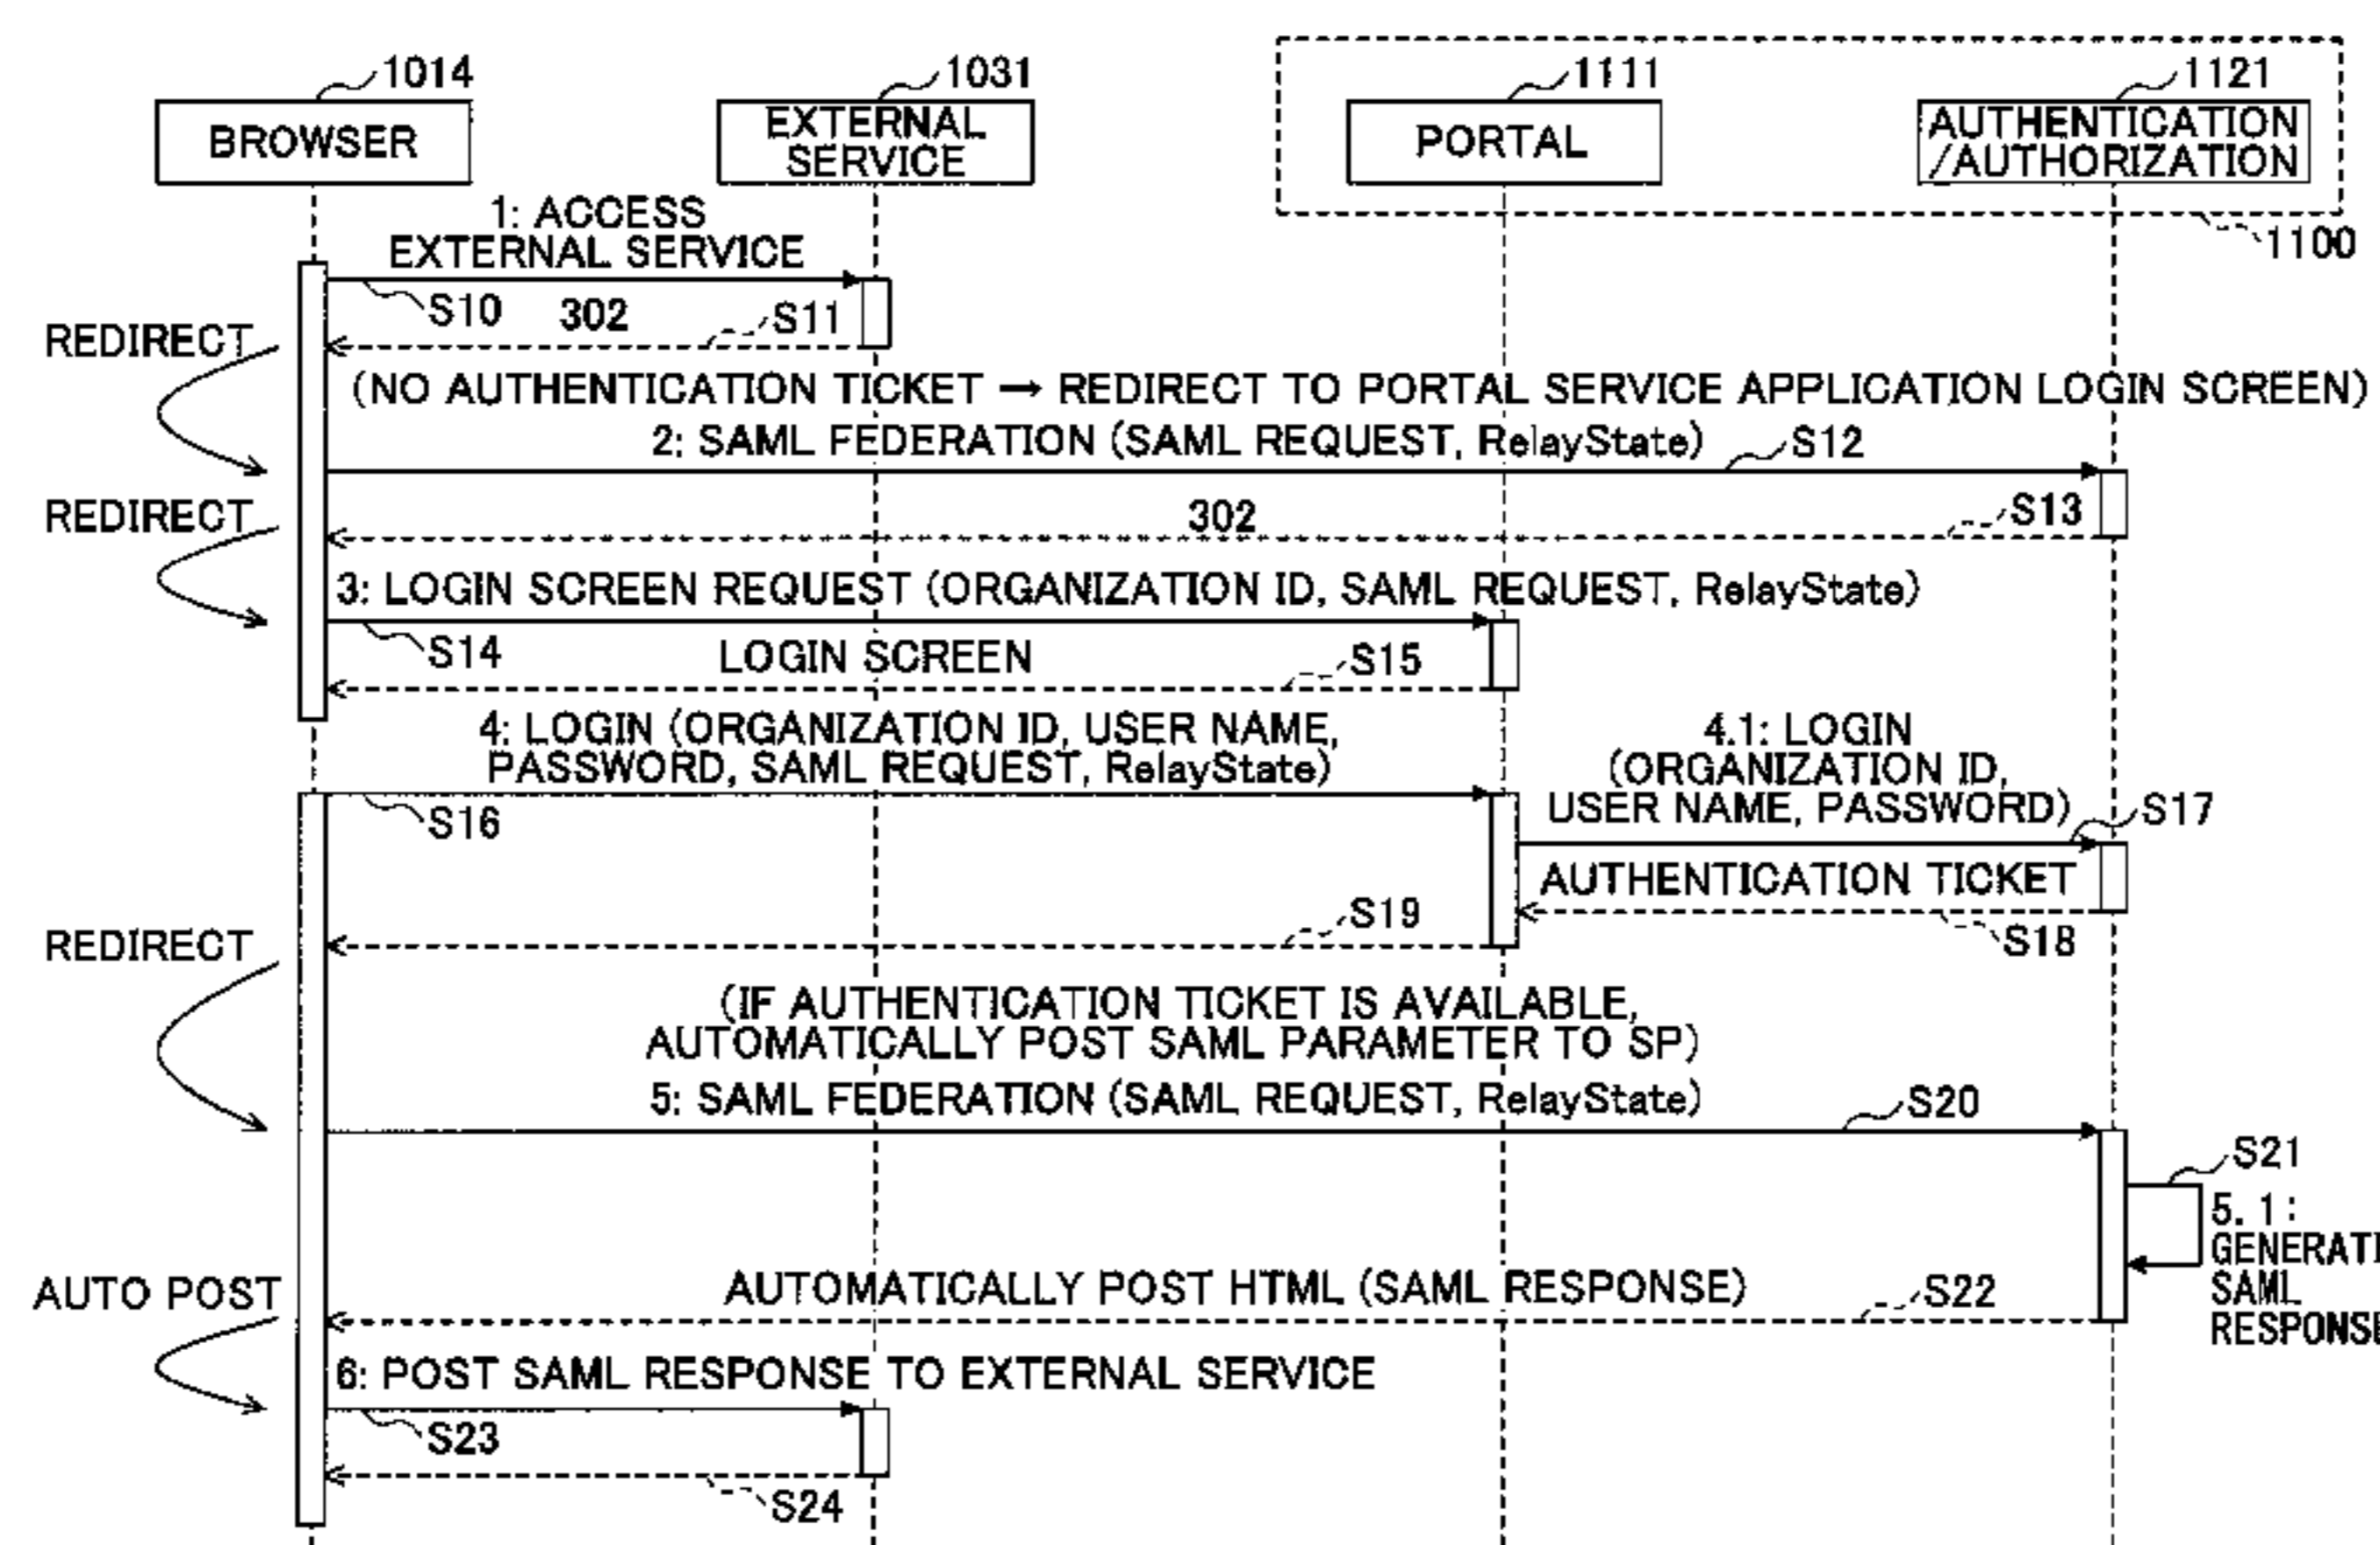 1014
1031
1111
1121
BROWSER
EXTERNAL
SERVICE
PORTAL
AUTHENTICATION
/AUTHORIZATION
1100
1: ACCESS
EXTERNAL SERVICE
S10
302
S11
REDIRECT
(NO AUTHENTICATION TICKET → REDIRECT TO PORTAL SERVICE APPLICATION LOGIN SCREEN)
2: SAML FEDERATION (SAML REQUEST, RelayState)
S12
REDIRECT
302
S13
3: LOGIN SCREEN REQUEST (ORGANIZATION ID, SAML REQUEST, RelayState)
S14
LOGIN SCREEN
S15
4: LOGIN (ORGANIZATION ID, USER NAME,
PASSWORD, SAML REQUEST, RelayState)
S16
4.1: LOGIN
(ORGANIZATION ID,
USER NAME, PASSWORD)
S17
AUTHENTICATION TICKET
S18
S19
REDIRECT
(IF AUTHENTICATION TICKET IS AVAILABLE,
AUTOMATICALLY POST SAML PARAMETER TO SP)
5: SAML FEDERATION (SAML REQUEST, RelayState)
S20
S21
5.1:
GENERATI
SAML
RESPONSE
AUTO POST
AUTOMATICALLY POST HTML (SAML RESPONSE)
S22
6: POST SAML RESPONSE TO EXTERNAL SERVICE
S23
S24